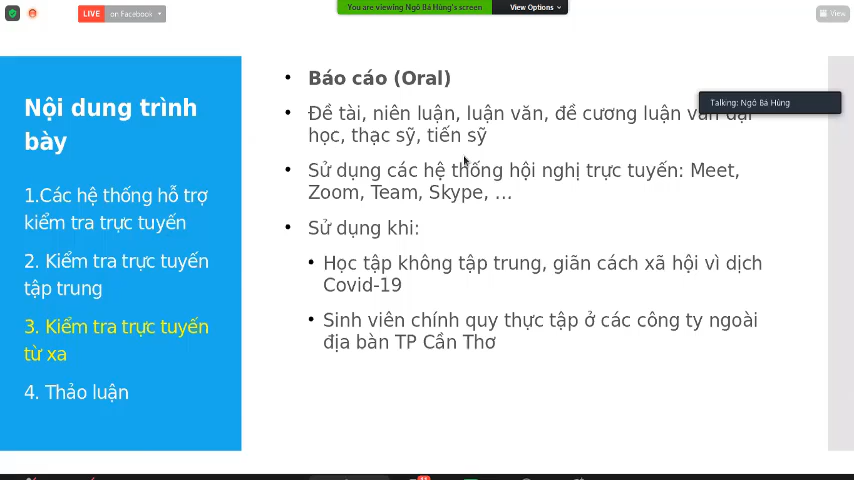 LIVE on Facebook
You are viewing Ngô Bá Hùng's screen
View Options
View
Talking: Ngô Bá Hùng
Nội dung trình
bày
1.Các hệ thống hỗ trợ
kiểm tra trực tuyến
2. Kiểm tra trực tuyến
tập trung
3. Kiểm tra trực tuyến
từ xa
4. Thảo luận
• Báo cáo (Oral)
• Đề tài, niên luận, luận văn, đề cương luận văn đại
học, thạc sỹ, tiến sỹ
• Sử dụng các hệ thống hội nghị trực tuyến: Meet,
Zoom, Team, Skype, ...
• Sử dụng khi:
• Học tập không tập trung, giãn cách xã hội vì dịch
Covid-19
• Sinh viên chính quy thực tập ở các công ty ngoài
địa bàn TP Cần Thơ